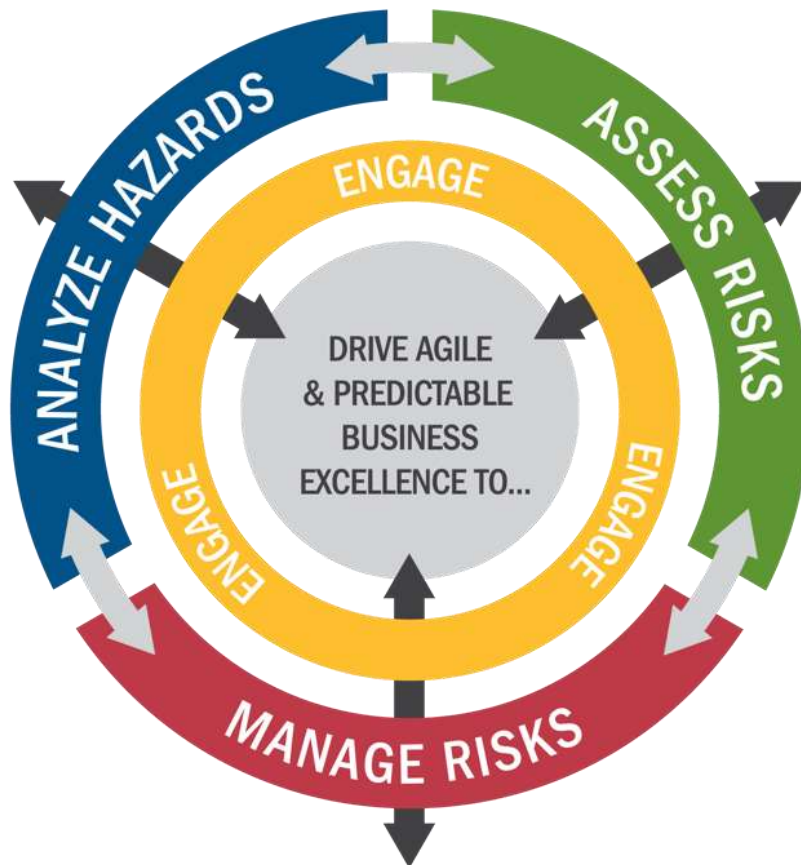 ANALYZE HAZARDS
ASSESS RISKS
ENGAGE
DRIVE AGILE
& PREDICTABLE
BUSINESS
EXCELLENCE TO...
ENGAGE
ENGAGE
MANAGE RISKS